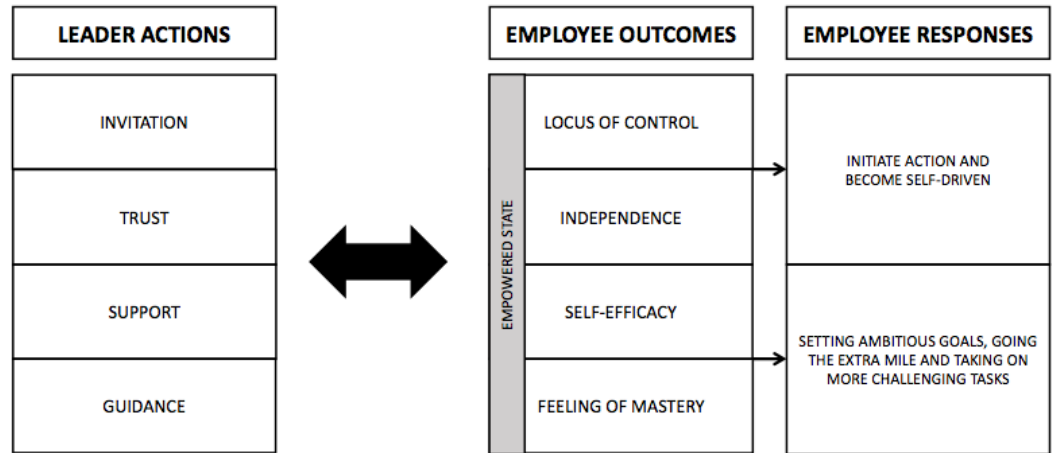 LEADER ACTIONS
INVITATION
TRUST
SUPPORT
GUIDANCE
EMPLOYEE OUTCOMES
EMPOWERED STATE
LOCUS OF CONTROL
INDEPENDENCE
SELF-EFFICACY
FEELING OF MASTERY
EMPLOYEE RESPONSES
INITIATE ACTION AND
BECOME SELF-DRIVEN
SETTING AMBITIOUS GOALS, GOING
THE EXTRA MILE AND TAKING ON
MORE CHALLENGING TASKS